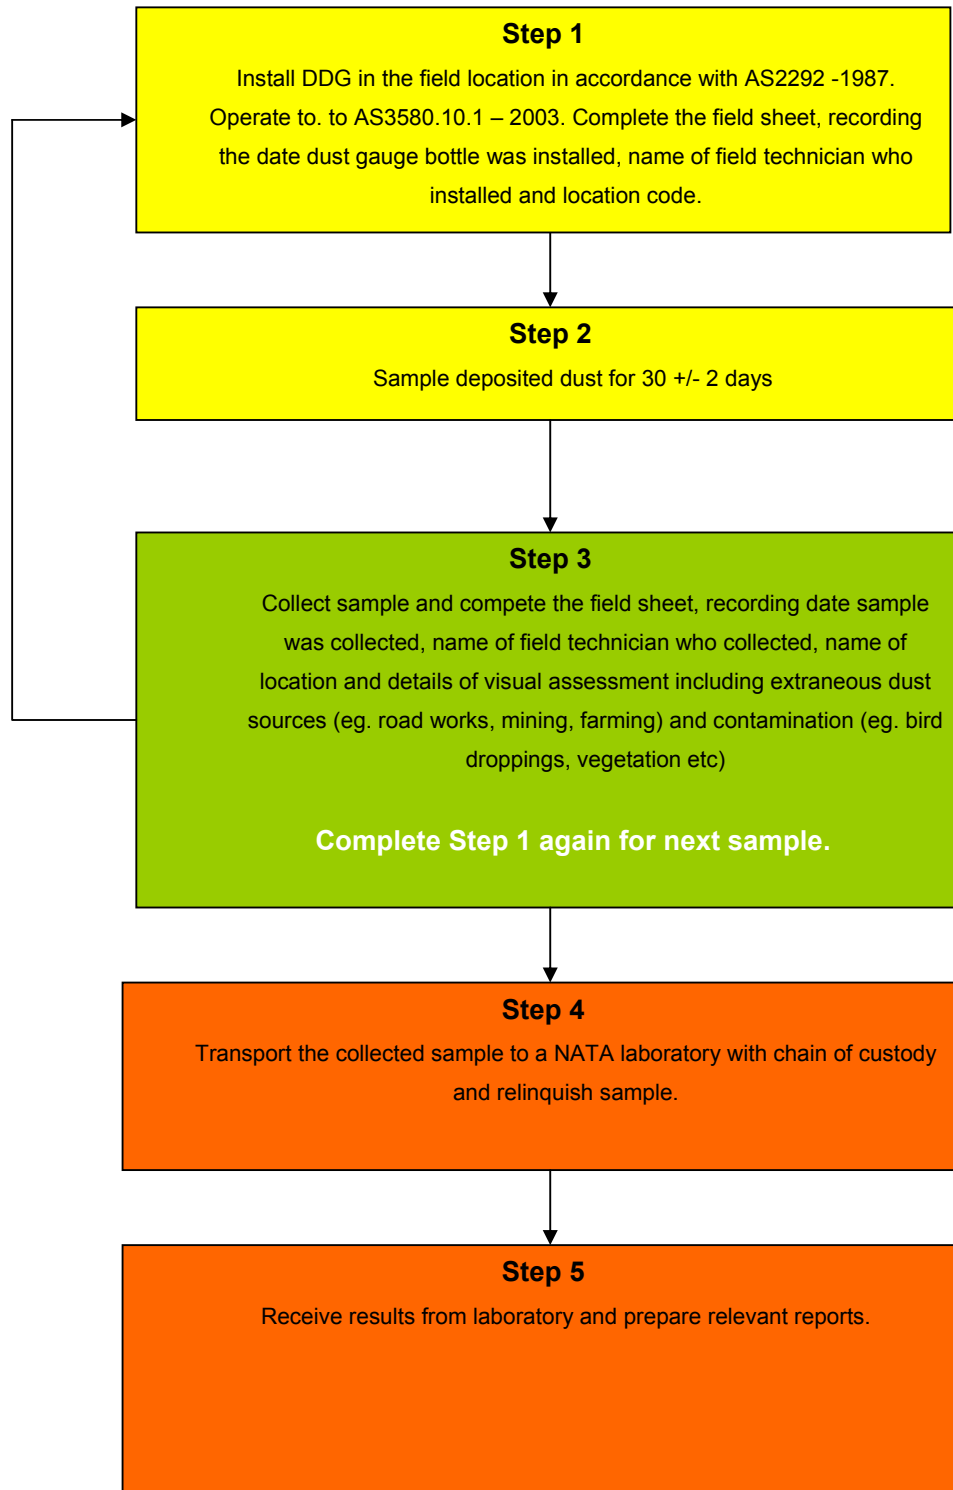 Step 1
Install DDG in the field location in accordance with AS2292 -1987.
Operate to. to AS3580.10.1 – 2003. Complete the field sheet, recording
the date dust gauge bottle was installed, name of field technician who
installed and location code.
Step 2
Sample deposited dust for 30 +/- 2 days
Step 3
Collect sample and compete the field sheet, recording date sample
was collected, name of field technician who collected, name of
location and details of visual assessment including extraneous dust
sources (eg. road works, mining, farming) and contamination (eg. bird
droppings, vegetation etc)
Complete Step 1 again for next sample.
Step 4
Transport the collected sample to a NATA laboratory with chain of custody
and relinquish sample.
Step 5
Receive results from laboratory and prepare relevant reports.